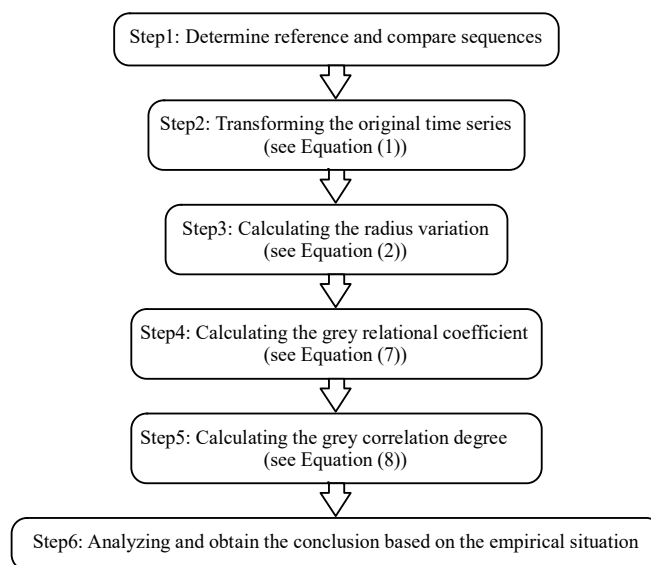 Step1: Determine reference and compare sequences
Step2: Transforming the original time series
(see Equation (1))
Step3: Calculating the radius variation
(see Equation (2))
Step4: Calculating the grey relational coefficient
(see Equation (7))
Step5: Calculating the grey correlation degree
(see Equation (8))
Step6: Analyzing and obtain the conclusion based on the empirical situation